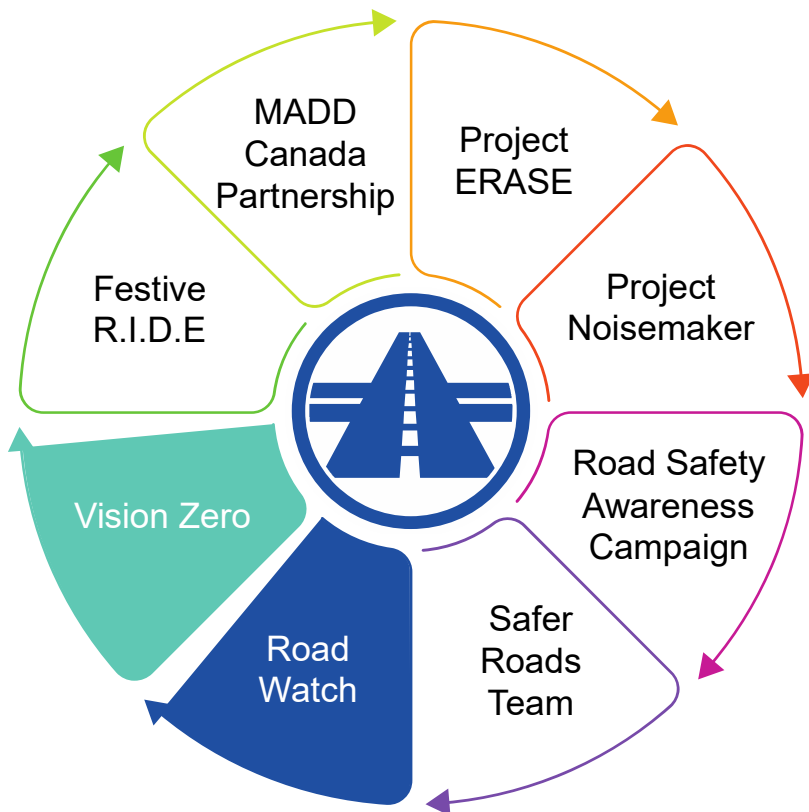 MADD
Canada
Partnership
Project
ERASE
Project
Noisemaker
Road Safety
Awareness
Campaign
Safer
Roads
Team
Road
Watch
Vision Zero
Festive
R.I.D.E